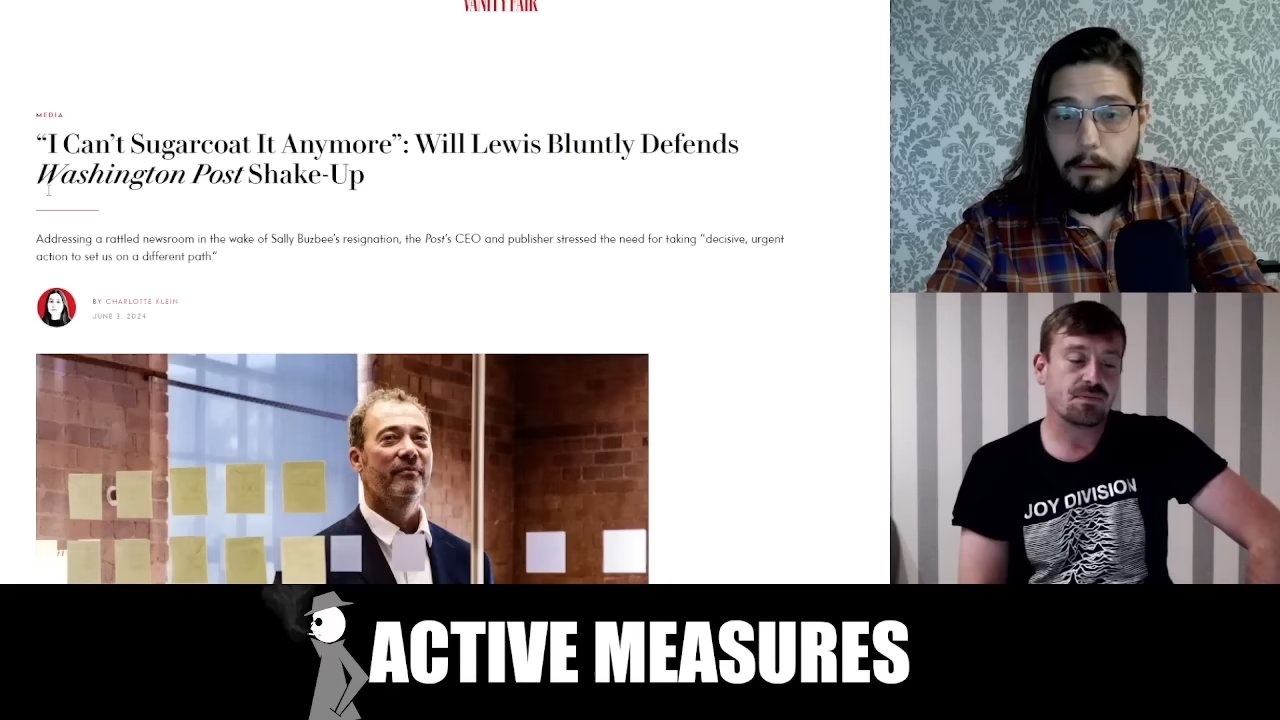 VANITY FAIR
MEDIA
“I Can’t Sugarcoat It Anymore”: Will Lewis Bluntly Defends
Washington Post Shake-Up
Addressing a rattled newsroom in the wake of Sally Buzbee’s resignation, the Post’s CEO and publisher stressed the need for taking “decisive, urgent
action to set us on a different path.”
BY CHARLOTTE KLEIN
JUNE 3, 2024
JOY DIVISION
ACTIVE MEASURES